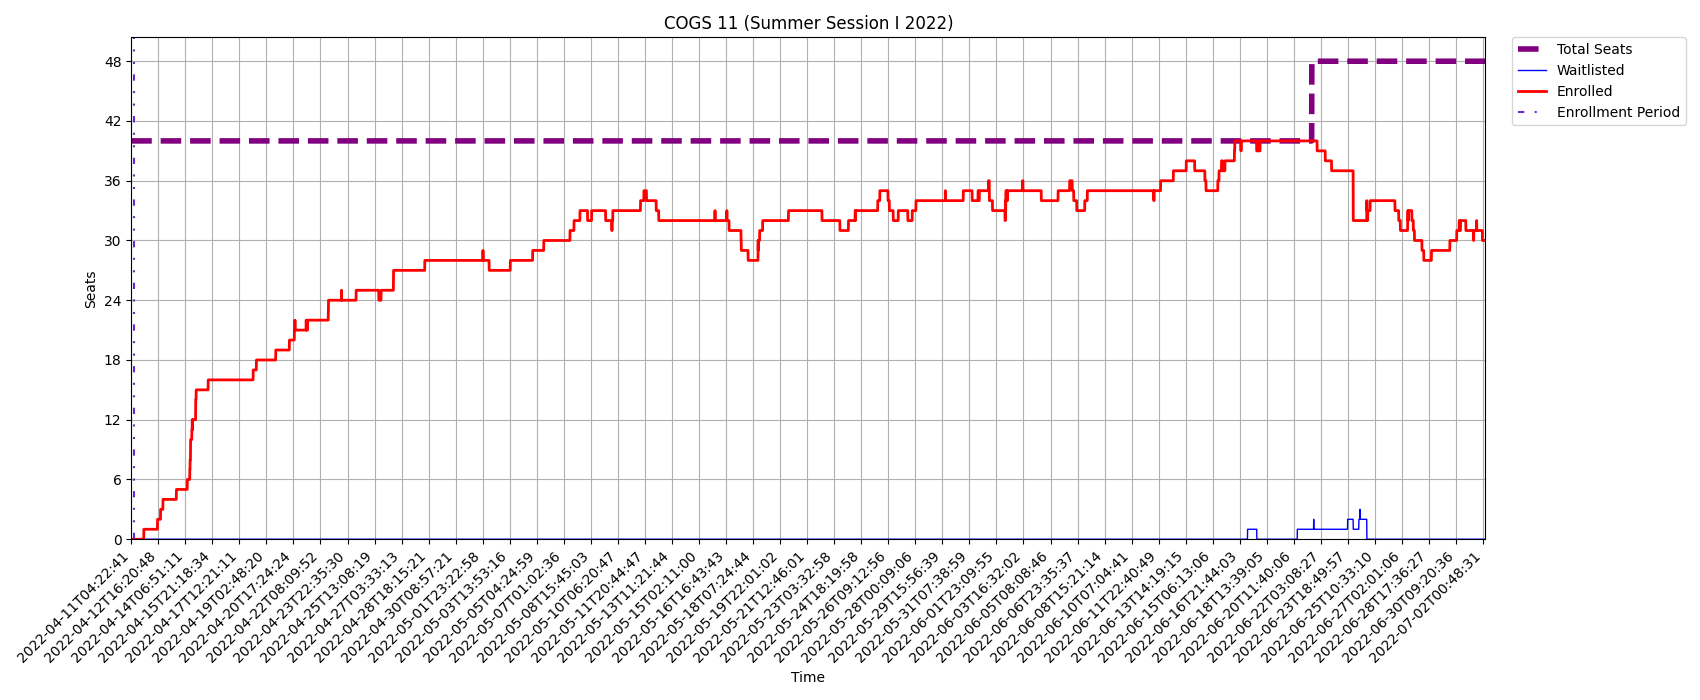 COGS 11 (Summer Session I 2022)
Total Seats
Waitlisted
Enrolled
Enrollment Period
Seats
48
42
36
30
24
18
12
6
0
2022-04-11T04:22:41
2022-04-12T16:20:48
2022-04-14T06:51:11
2022-04-15T21:18:34
2022-04-17T12:21:11
2022-04-19T02:48:20
2022-04-20T17:24:24
2022-04-22T08:09:52
2022-04-23T22:35:30
2022-04-25T13:08:19
2022-04-27T03:33:13
2022-04-28T18:15:21
2022-04-30T08:57:21
2022-05-01T23:22:58
2022-05-03T13:53:16
2022-05-05T04:24:59
2022-05-07T01:02:36
2022-05-08T15:45:03
2022-05-10T06:20:47
2022-05-11T20:44:47
2022-05-13T11:21:44
2022-05-15T02:11:00
2022-05-16T16:43:43
2022-05-18T07:24:44
2022-05-19T22:01:02
2022-05-21T12:46:01
2022-05-23T03:32:58
2022-05-24T18:19:58
2022-05-26T09:12:56
2022-05-28T00:09:06
2022-05-29T15:56:39
2022-05-31T07:38:59
2022-06-01T23:09:55
2022-06-03T16:32:02
2022-06-05T08:08:46
2022-06-06T23:35:37
2022-06-08T15:21:14
2022-06-10T07:04:41
2022-06-11T22:40:49
2022-06-13T14:19:15
2022-06-15T06:13:06
2022-06-16T21:44:03
2022-06-18T13:39:05
2022-06-20T11:40:06
2022-06-22T03:08:27
2022-06-23T18:49:57
2022-06-25T10:33:10
2022-06-27T02:01:06
2022-06-28T17:36:27
2022-06-30T09:20:36
2022-07-02T00:48:31
Time